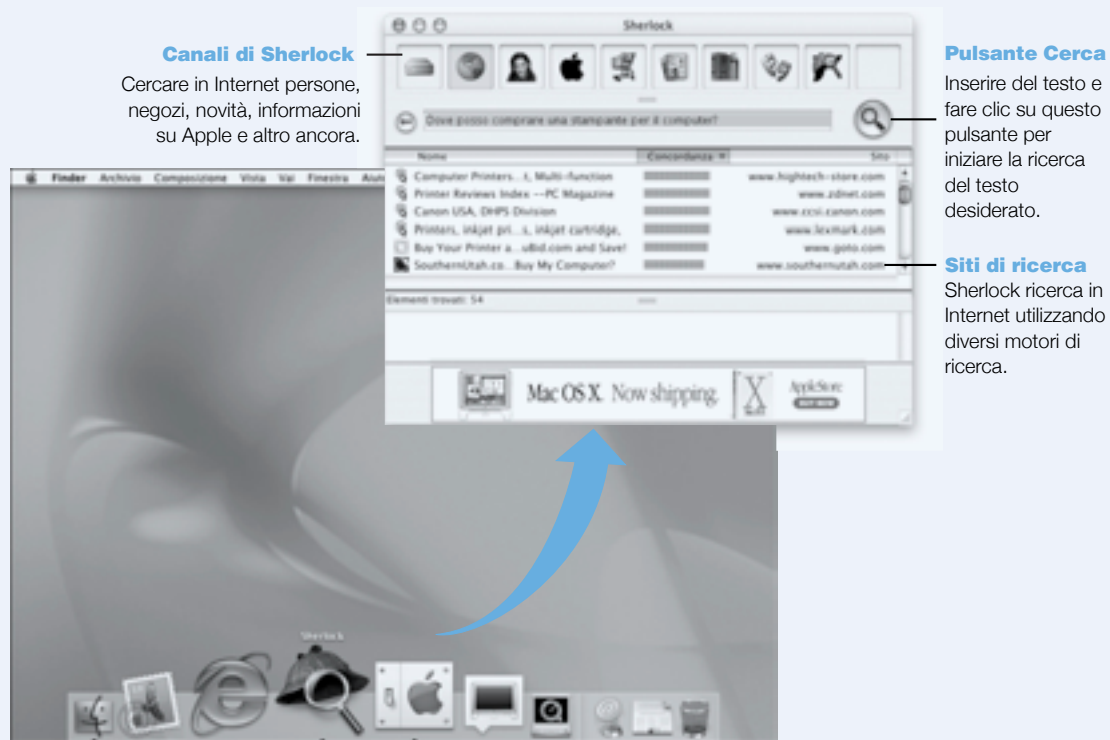 Sherlock
Canali di Sherlock
Cercare in Internet persone,
negozi, novità, informazioni
su Apple e altro ancora.
Pulsante Cerca
Inserire del testo e
fare clic su questo
pulsante per
iniziare la ricerca
del testo
desiderato.
Dove posso comprare una stampante per il computer?
Nome Concordanza Sito
Computer Printers...t, Multi-function www.hightech-store.com
Printer Reviews Index --PC Magazine www.zdnet.com
Canon USA, DHPS Division www.ccsi.canon.com
Printers, inkjet pri...s, inkjet cartridge, www.lexmark.com
Buy Your Printer a...uBid.com and Save! www.goto.com
SouthernUtah.co...Buy My Computer? www.southernutah.com
Siti di ricerca
Sherlock ricerca in
Internet utilizzando
diversi motori di
ricerca.
Elementi trovati: 54
Mac OS X. Now shipping. X AppleStore
Finder Archivio Composizione Vista Vai Finestra
Sherlock